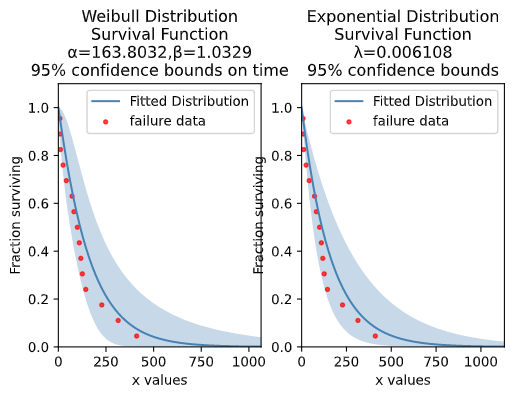 Weibull Distribution
Survival Function
α=163.8032,β=1.0329
95% confidence bounds on time
Fitted Distribution
failure data
Fraction surviving
1.0
0.8
0.6
0.4
0.2
0.0
0 250 500 750 1000
x values
Exponential Distribution
Survival Function
λ=0.006108
95% confidence bounds
Fitted Distribution
failure data
Fraction surviving
1.0
0.8
0.6
0.4
0.2
0.0
0 250 500 750 1000
x values